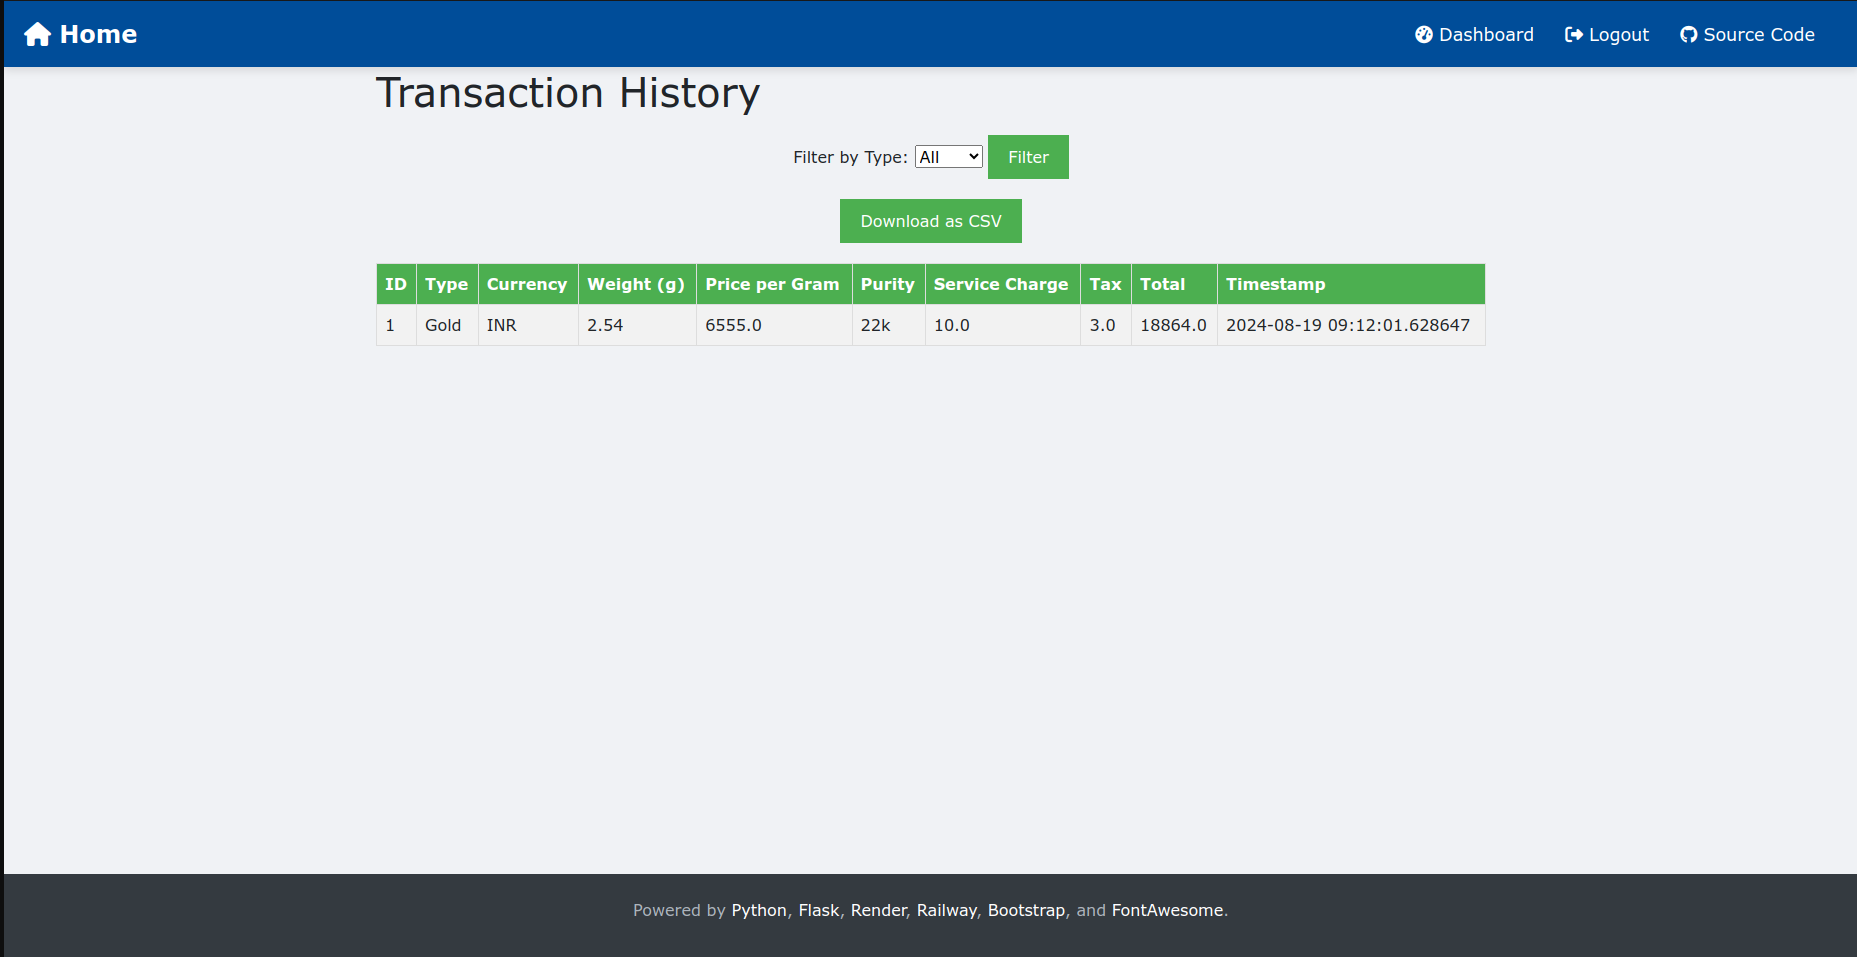 Home Dashboard Logout Source Code
Transaction History
Filter by Type: All Filter
Download as CSV
ID Type Currency Weight (g) Price per Gram Purity Service Charge Tax Total Timestamp
1 Gold INR 2.54 6555.0 22k 10.0 3.0 18864.0 2024-08-19 09:12:01.628647
Powered by Python, Flask, Render, Railway, Bootstrap, and FontAwesome.